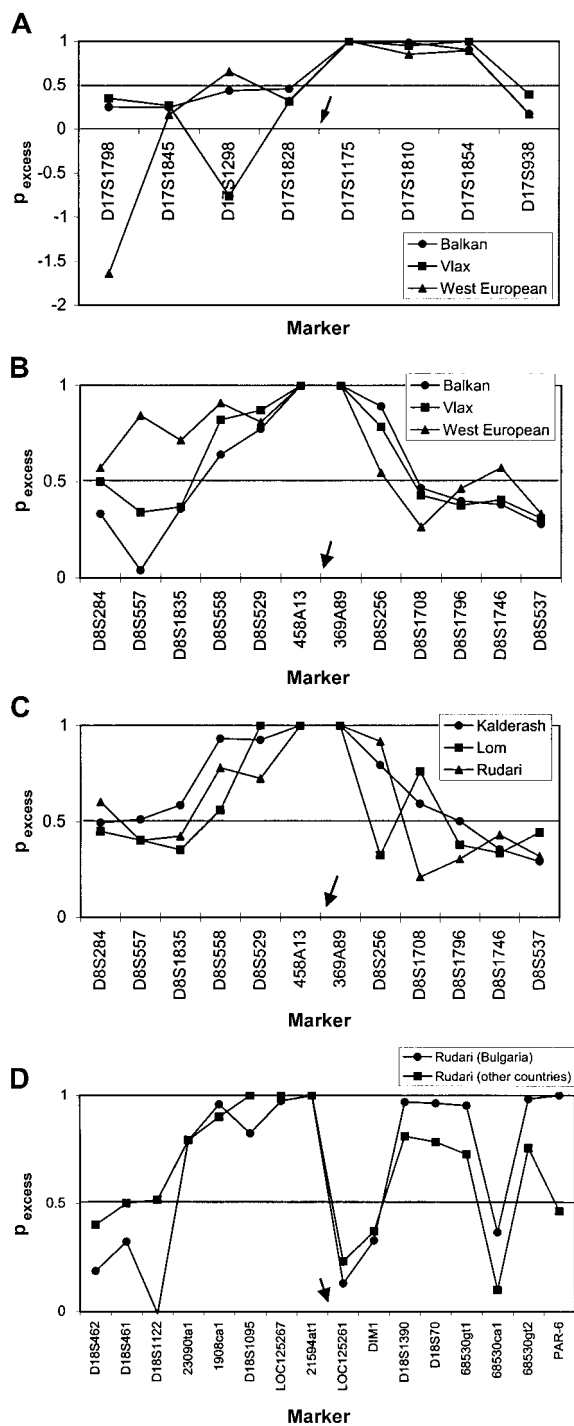 A
1
0.5
0
-0.5
-1
-1.5
-2
p excess
D17S1798
D17S1845
D17S1298
D17S1828
D17S1175
D17S1810
D17S1854
D17S938
Balkan
Vlax
West European
Marker
B
1
0.5
0
p excess
Balkan
Vlax
West European
D8S284
D8S557
D8S1835
D8S558
D8S529
458A13
369A89
D8S256
D8S1708
D8S1796
D8S1746
D8S537
Marker
C
1
0.5
0
p excess
Kalderash
Lom
Rudari
D8S284
D8S557
D8S1835
D8S558
D8S529
458A13
369A89
D8S256
D8S1708
D8S1796
D8S1746
D8S537
Marker
D
Rudari (Bulgaria)
Rudari (other countries)
1
0.5
0
p excess
D18S462
D18S461
D18S1122
23090ta1
1908ca1
D18S1095
LOC125267
21594at1
LOC125261
DIM1
D18S1390
D18S70
68530gt1
68530ca1
68530gt2
PAR-6
Marker